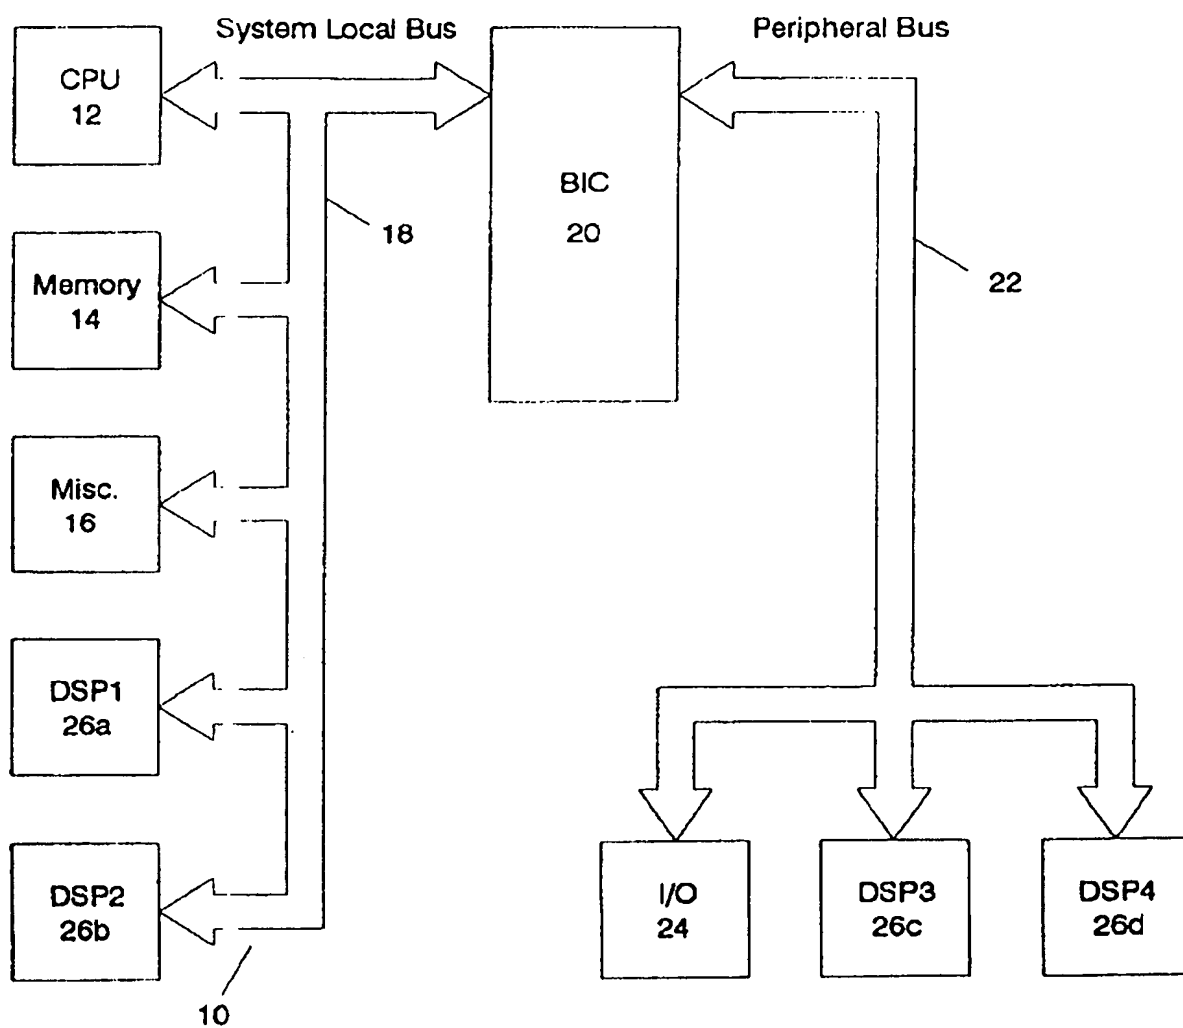 System Local Bus
Peripheral Bus
CPU
12
BIC
20
18
22
Memory
14
Misc.
16
DSP1
26a
DSP2
26b
I/O
24
DSP3
26c
DSP4
26d
10